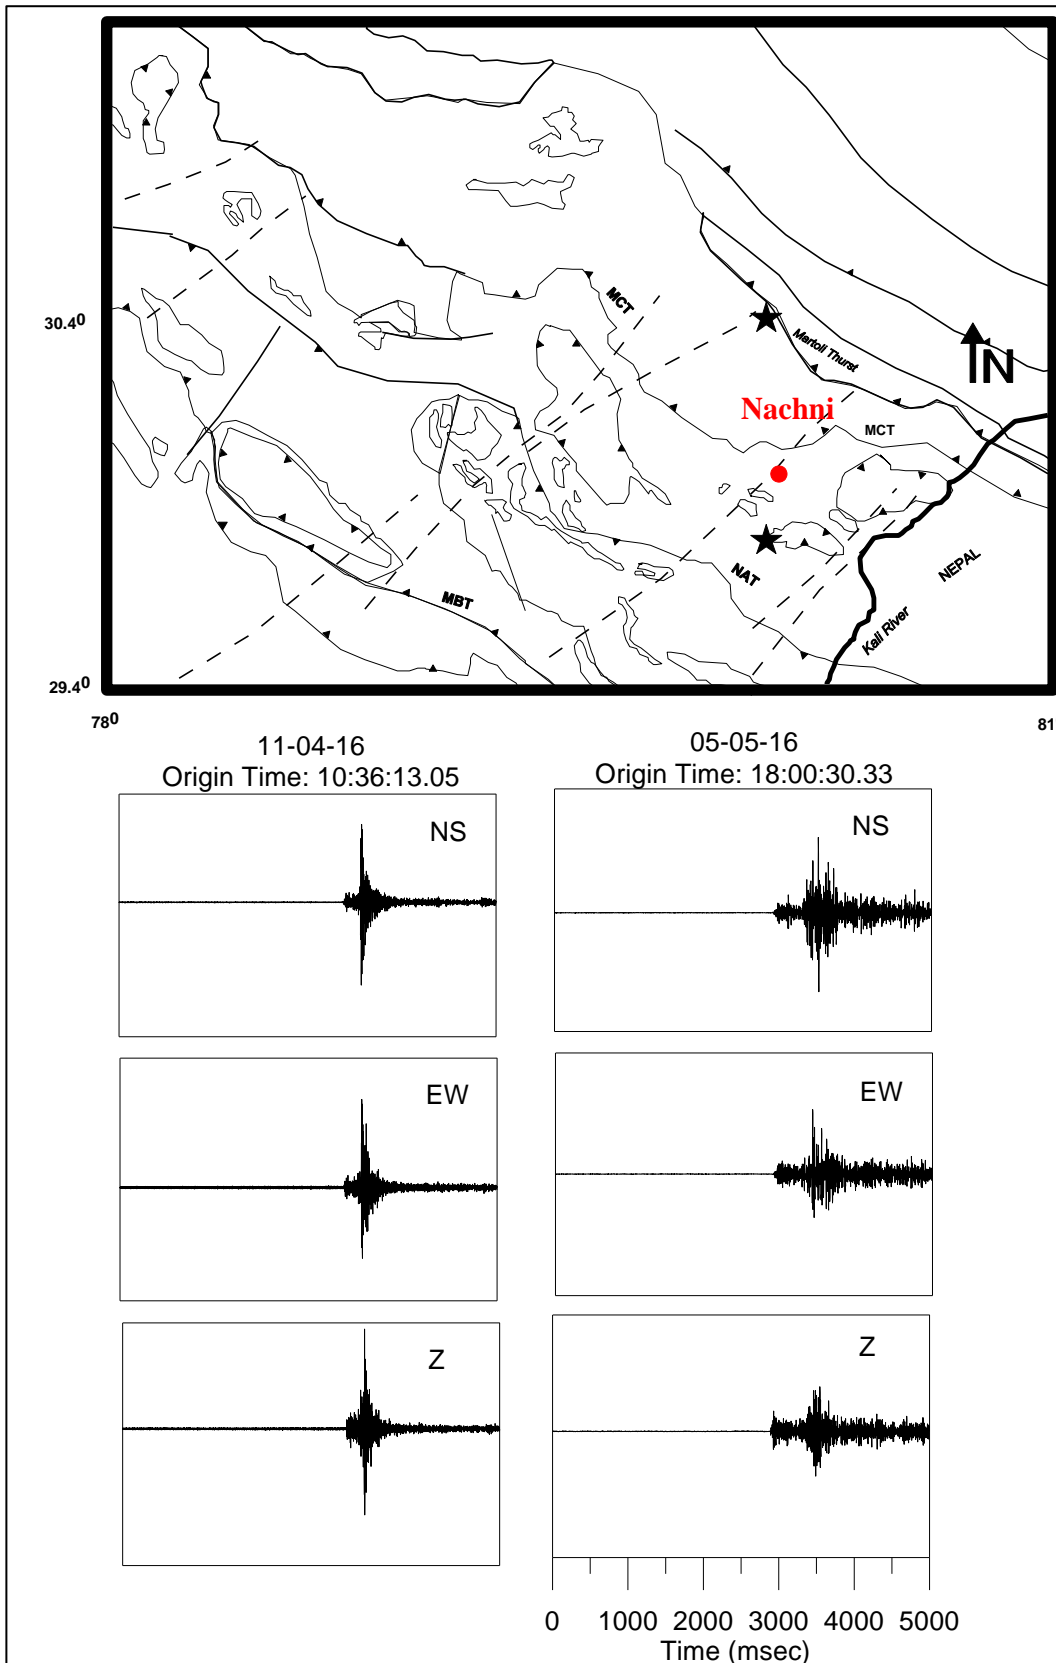 MCT
30.4⁰
Martoli Thurst
N
Nachni
MCT
NAT
NEPAL
MBT
Kali River
29.4⁰
78⁰
81
11-04-16
Origin Time: 10:36:13.05
05-05-16
Origin Time: 18:00:30.33
NS
NS
EW
EW
Z
Z
0 1000 2000 3000 4000 5000
Time (msec)